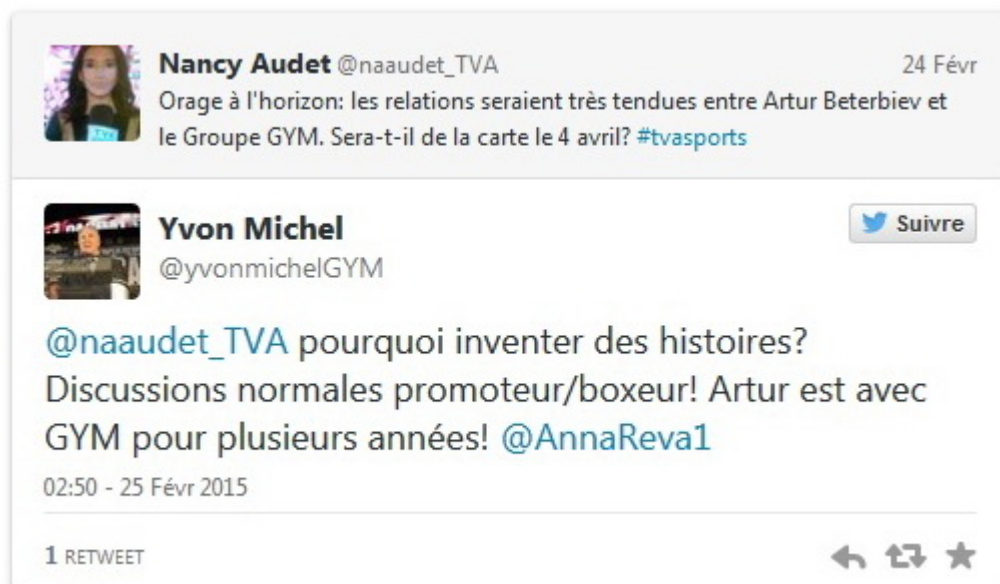 Nancy Audet @naaudet_TVA 24 Févr
Orage à l'horizon: les relations seraient très tendues entre Artur Beterbiev et
le Groupe GYM. Sera-t-il de la carte le 4 avril? #tvasports
Yvon Michel
Suivre
@yvonmichelGYM
@naaudet_TVA pourquoi inventer des histoires?
Discussions normales promoteur/boxeur! Artur est avec
GYM pour plusieurs années! @AnnaReva1
02:50 - 25 Févr 2015
1 RETWEET